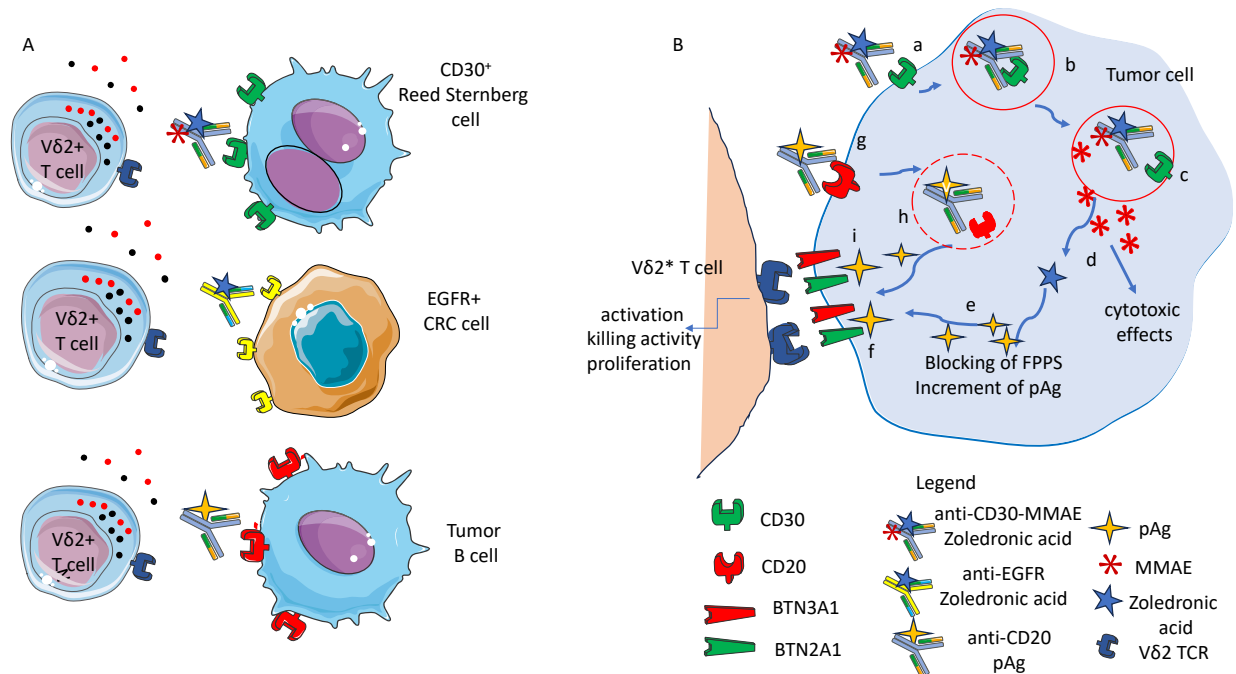 A
Vδ2+
T cell
CD30⁺
Reed Sternberg
cell
Vδ2+
T cell
EGFR+
CRC cell
Vδ2+
T cell
Tumor
B cell
B
a
b
Tumor cell
c
g
h
i
d
Vδ2* T cell
activation
killing activity
proliferation
e
f
cytotoxic
effects
Blocking of FPPS
Increment of pAg
Legend
CD30
CD20
BTN3A1
BTN2A1
anti-CD30-MMAE
Zoledronic acid
anti-EGFR
Zoledronic acid
anti-CD20
pAg
pAg
MMAE
Zoledronic
acid
Vδ2 TCR